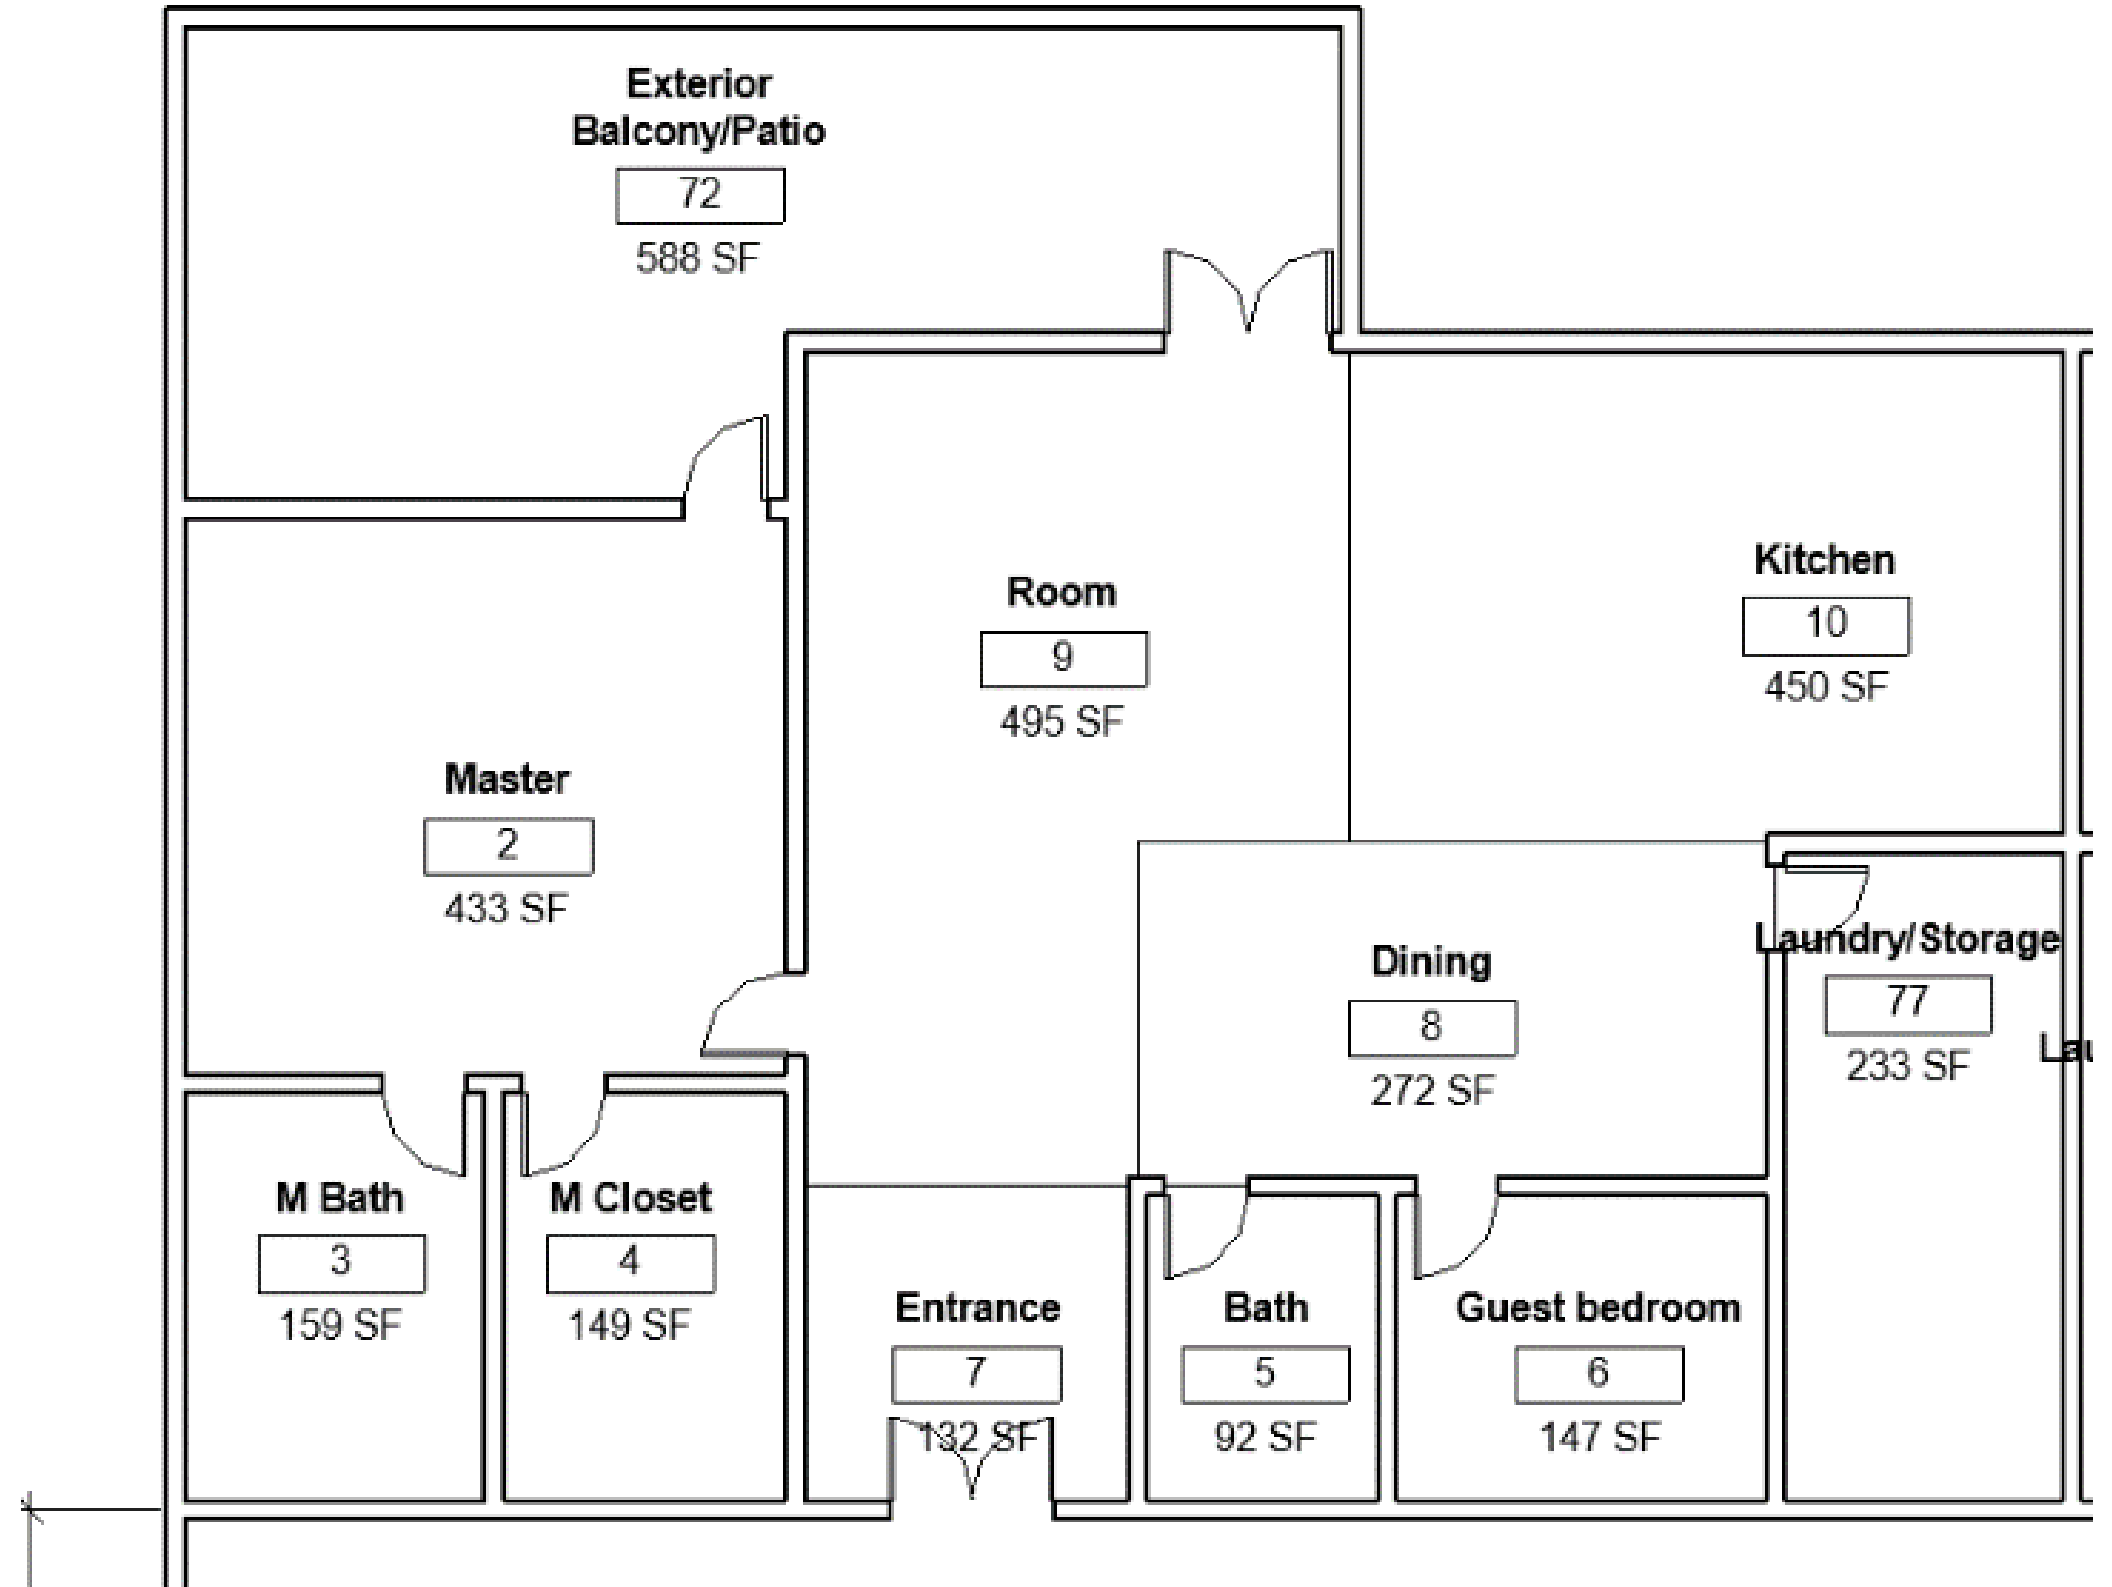 Exterior
Balcony/Patio
72
588 SF
Room
9
495 SF
Kitchen
10
450 SF
Master
2
433 SF
Dining
8
272 SF
Laundry/Storage
77
233 SF
Lau
M Bath
3
159 SF
M Closet
4
149 SF
Entrance
7
132 SF
Bath
5
92 SF
Guest bedroom
6
147 SF